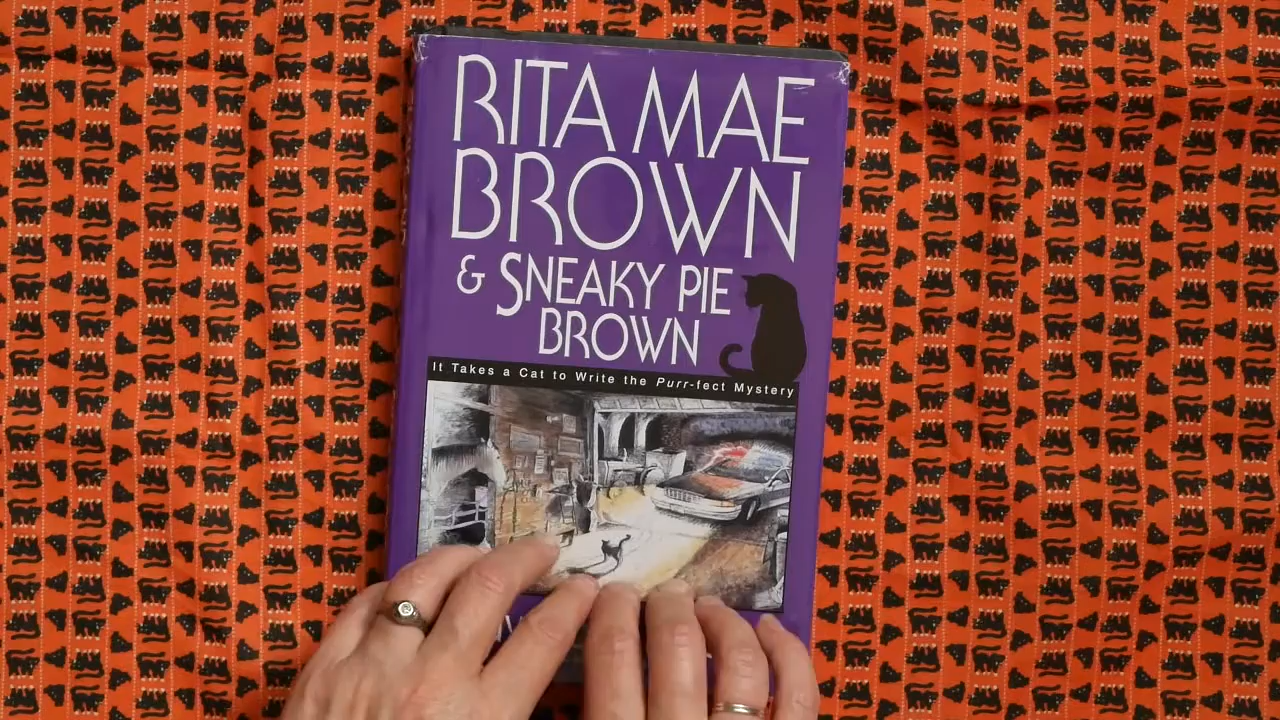 RITA MAE
BROWN
& SNEAKY PIE
BROWN
It Takes a Cat to Write the Purr-fect Mystery